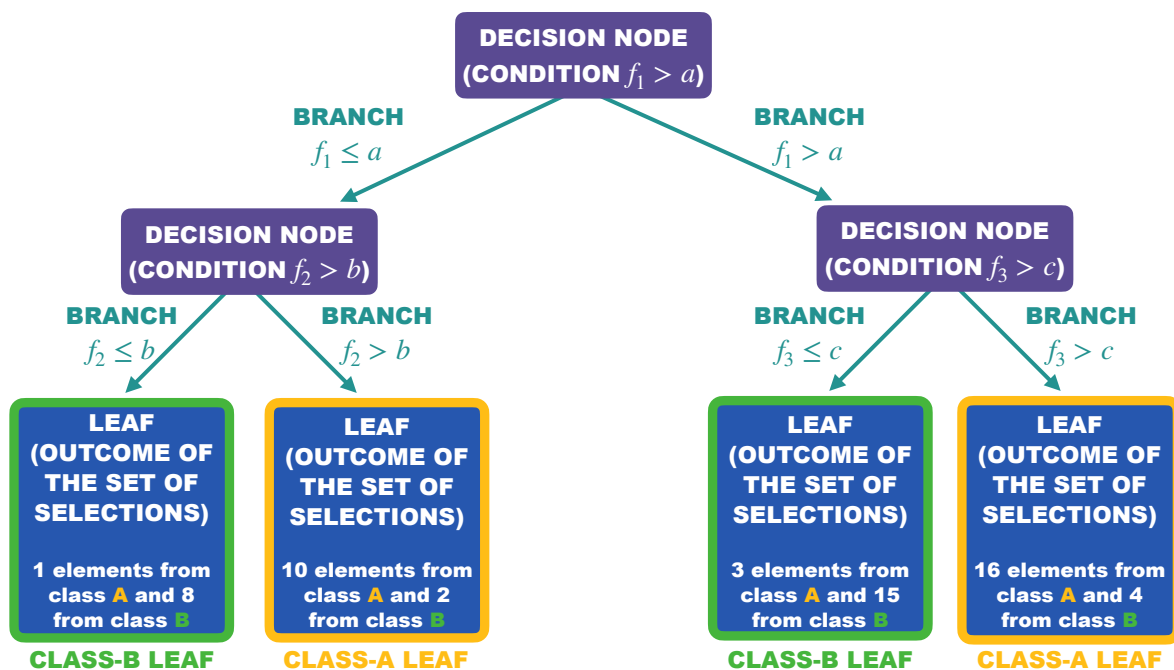 DECISION NODE
(CONDITION f₁ > a)
BRANCH
f₁ ≤ a
BRANCH
f₁ > a
DECISION NODE
(CONDITION f₂ > b)
DECISION NODE
(CONDITION f₃ > c)
BRANCH
f₂ ≤ b
BRANCH
f₂ > b
BRANCH
f₃ ≤ c
BRANCH
f₃ > c
LEAF
(OUTCOME OF
THE SET OF
SELECTIONS)
1 elements from
class A and 8
from class B
CLASS-B LEAF
LEAF
(OUTCOME OF
THE SET OF
SELECTIONS)
10 elements from
class A and 2
from class B
CLASS-A LEAF
LEAF
(OUTCOME OF
THE SET OF
SELECTIONS)
3 elements from
class A and 15
from class B
CLASS-B LEAF
LEAF
(OUTCOME OF
THE SET OF
SELECTIONS)
16 elements from
class A and 4
from class B
CLASS-A LEAF